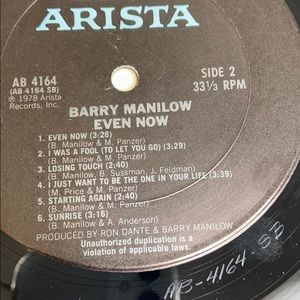 ARISTA
AB 4164
(AB 4164 SB)
℗ 1978 Arista
Records, Inc.
SIDE 2
33⅓ RPM
BARRY MANILOW
EVEN NOW
1. EVEN NOW (3:28)
(B. Manilow & M. Panzer)
2. I WAS A FOOL (TO LET YOU GO) (3:29)
(B. Manilow & M. Panzer)
3. LOSING TOUCH (2:40)
(B. Manilow, B. Sussman, J. Feldman)
4. I JUST WANT TO BE THE ONE IN YOUR LIFE (3:39)
(M. Price & M. Panzer)
5. STARTING AGAIN (2:40)
(B. Manilow & M. Panzer)
6. SUNRISE (3:16)
(B. Manilow & A. Anderson)
PRODUCED BY RON DANTE & BARRY MANILOW
Unauthorized duplication is a
violation of applicable laws.
AB-4164 SB